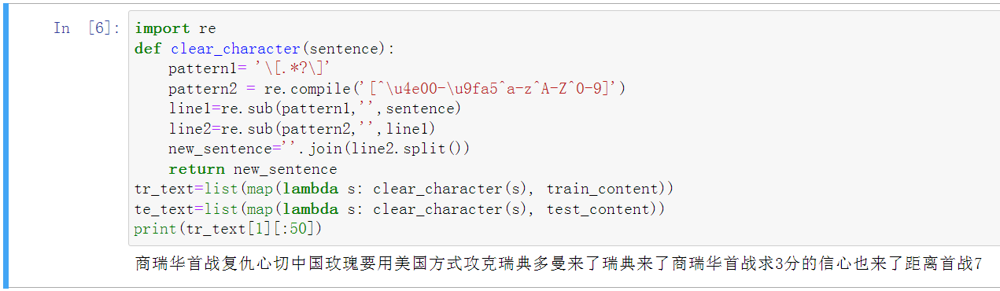 In [6]: import re
def clear_character(sentence):
    pattern1= '\[.*?\]'
    pattern2 = re.compile('[^\u4e00-\u9fa5^a-z^A-Z^0-9]')
    line1=re.sub(pattern1,'',sentence)
    line2=re.sub(pattern2,'',line1)
    new_sentence=''.join(line2.split())
    return new_sentence
tr_text=list(map(lambda s: clear_character(s), train_content))
te_text=list(map(lambda s: clear_character(s), test_content))
print(tr_text[1][:50])
商瑞华首战复仇心切中国玫瑰要用美国方式攻克瑞典多曼来了瑞典来了商瑞华首战求3分的信心也来了距离首战7